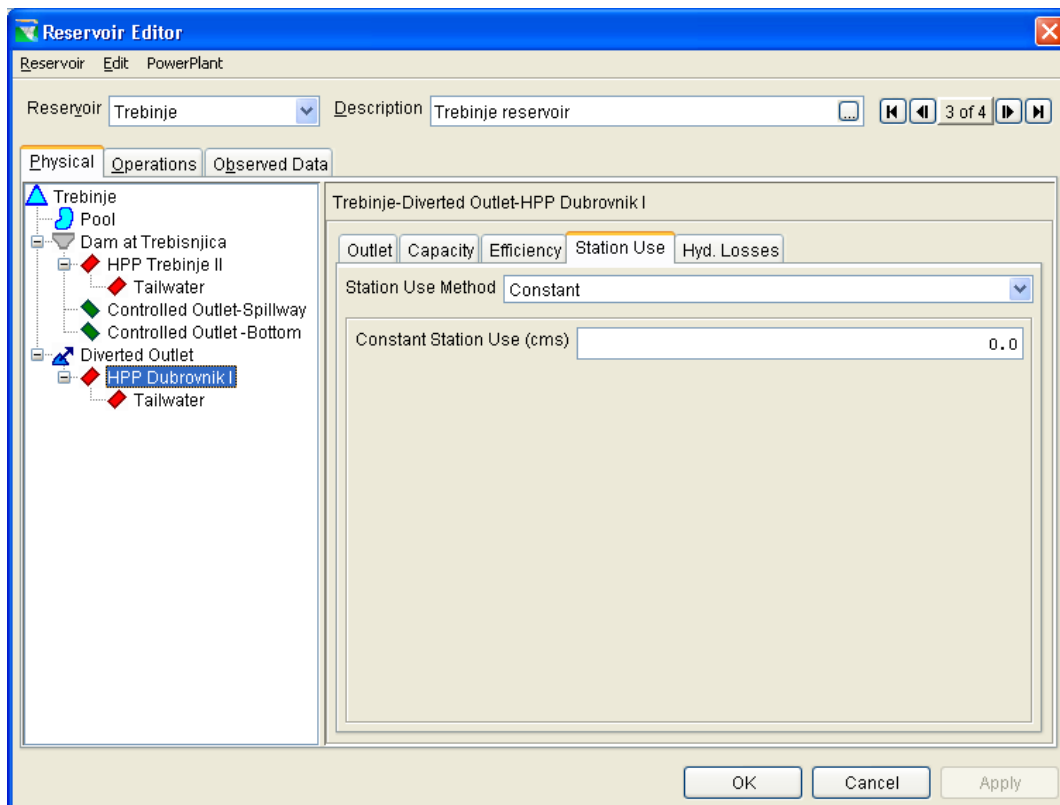 Reservoir Editor
Reservoir Edit PowerPlant
Reservoir Trebinje Description Trebinje reservoir ... 3 of 4
Physical Operations Observed Data
Trebinje
Pool
Dam at Trebisnjica
HPP Trebinje II
Tailwater
Controlled Outlet-Spillway
Controlled Outlet-Bottom
Diverted Outlet
HPP Dubrovnik I
Tailwater
Trebinje-Diverted Outlet-HPP Dubrovnik I
Outlet Capacity Efficiency Station Use Hyd. Losses
Station Use Method Constant
Constant Station Use (cms) 0.0
OK Cancel Apply